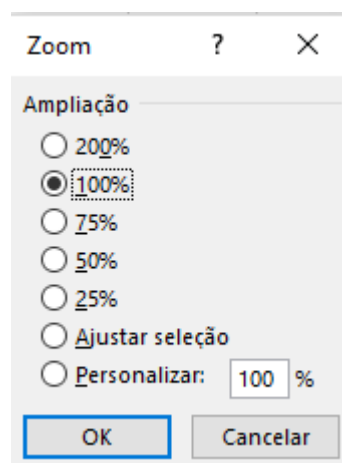 Zoom ? ×
Ampliação
200%
100%
75%
50%
25%
Ajustar seleção
Personalizar: 100 %
OK Cancelar